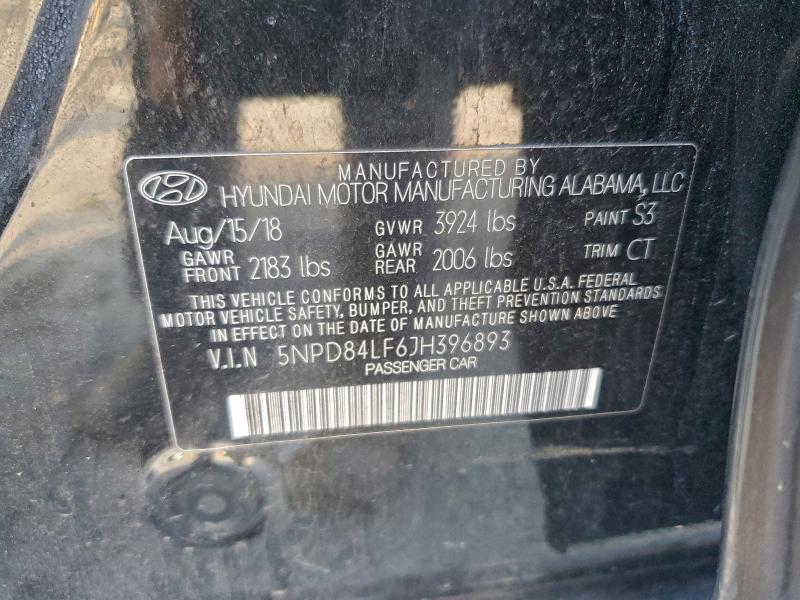 MANUFACTURED BY
HYUNDAI MOTOR MANUFACTURING ALABAMA, LLC
Aug/15/18 GVWR 3924 lbs PAINT S3
GAWR FRONT 2183 lbs GAWR REAR 2006 lbs TRIM CT
THIS VEHICLE CONFORMS TO ALL APPLICABLE U.S.A. FEDERAL
MOTOR VEHICLE SAFETY, BUMPER, AND THEFT PREVENTION STANDARDS
IN EFFECT ON THE DATE OF MANUFACTURE SHOWN ABOVE.
V.I.N 5NPD84LF6JH396893
PASSENGER CAR